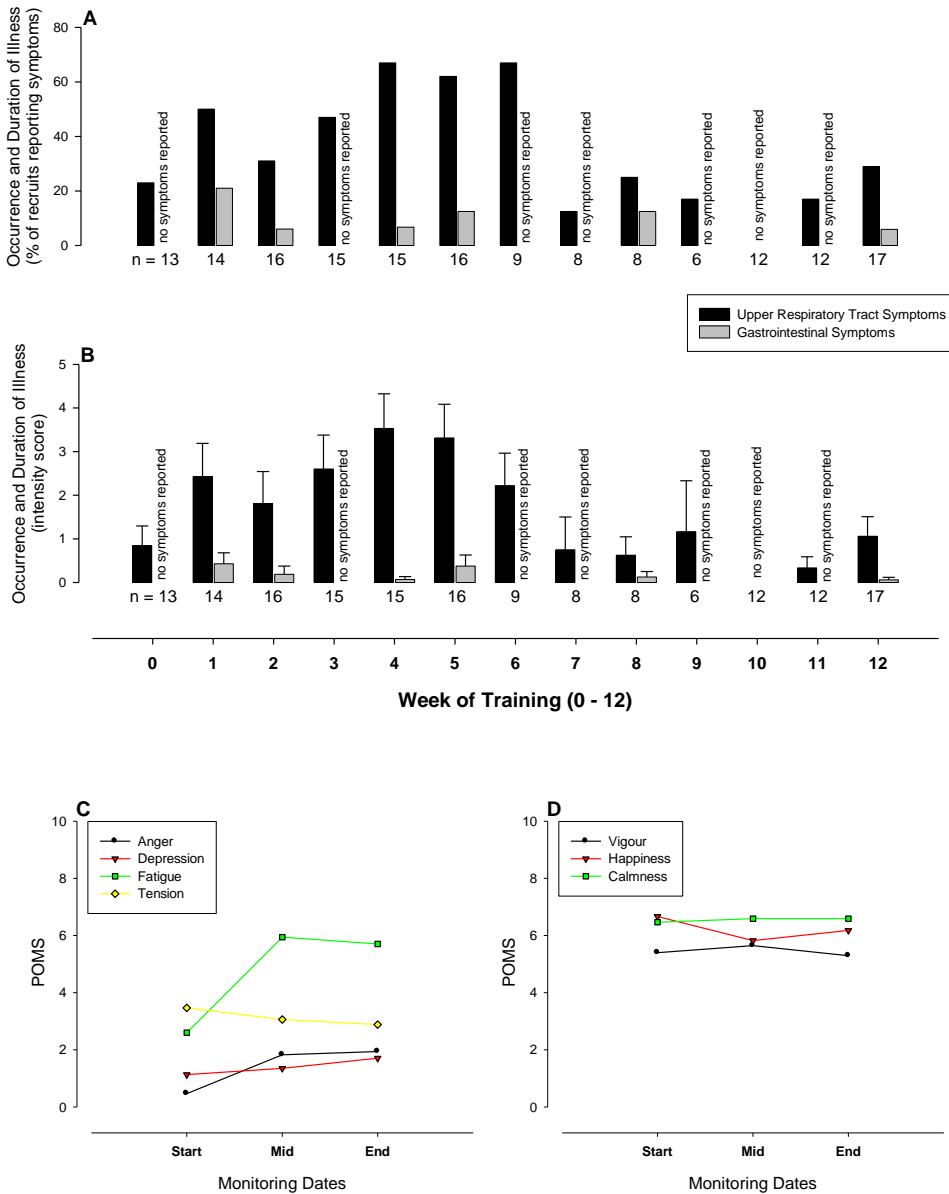 A
Occurrence and Duration of Illness
(% of recruits reporting symptoms)
80
60
40
20
0
no symptoms reported
no symptoms reported
no symptoms reported
no symptoms reported
no symptoms reported
no symptoms reported
no symptoms reported
n = 13 14 16 15 15 16 9 8 8 6 12 12 17
Upper Respiratory Tract Symptoms
Gastrointestinal Symptoms
B
Occurrence and Duration of Illness
(intensity score)
5
4
3
2
1
0
no symptoms reported
no symptoms reported
no symptoms reported
no symptoms reported
no symptoms reported
no symptoms reported
no symptoms reported
n = 13 14 16 15 15 16 9 8 8 6 12 12 17
0 1 2 3 4 5 6 7 8 9 10 11 12
Week of Training (0 - 12)
C
POMS
10
8
6
4
2
0
Anger
Depression
Fatigue
Tension
Start Mid End
Monitoring Dates
D
POMS
10
8
6
4
2
0
Vigour
Happiness
Calmness
Start Mid End
Monitoring Dates